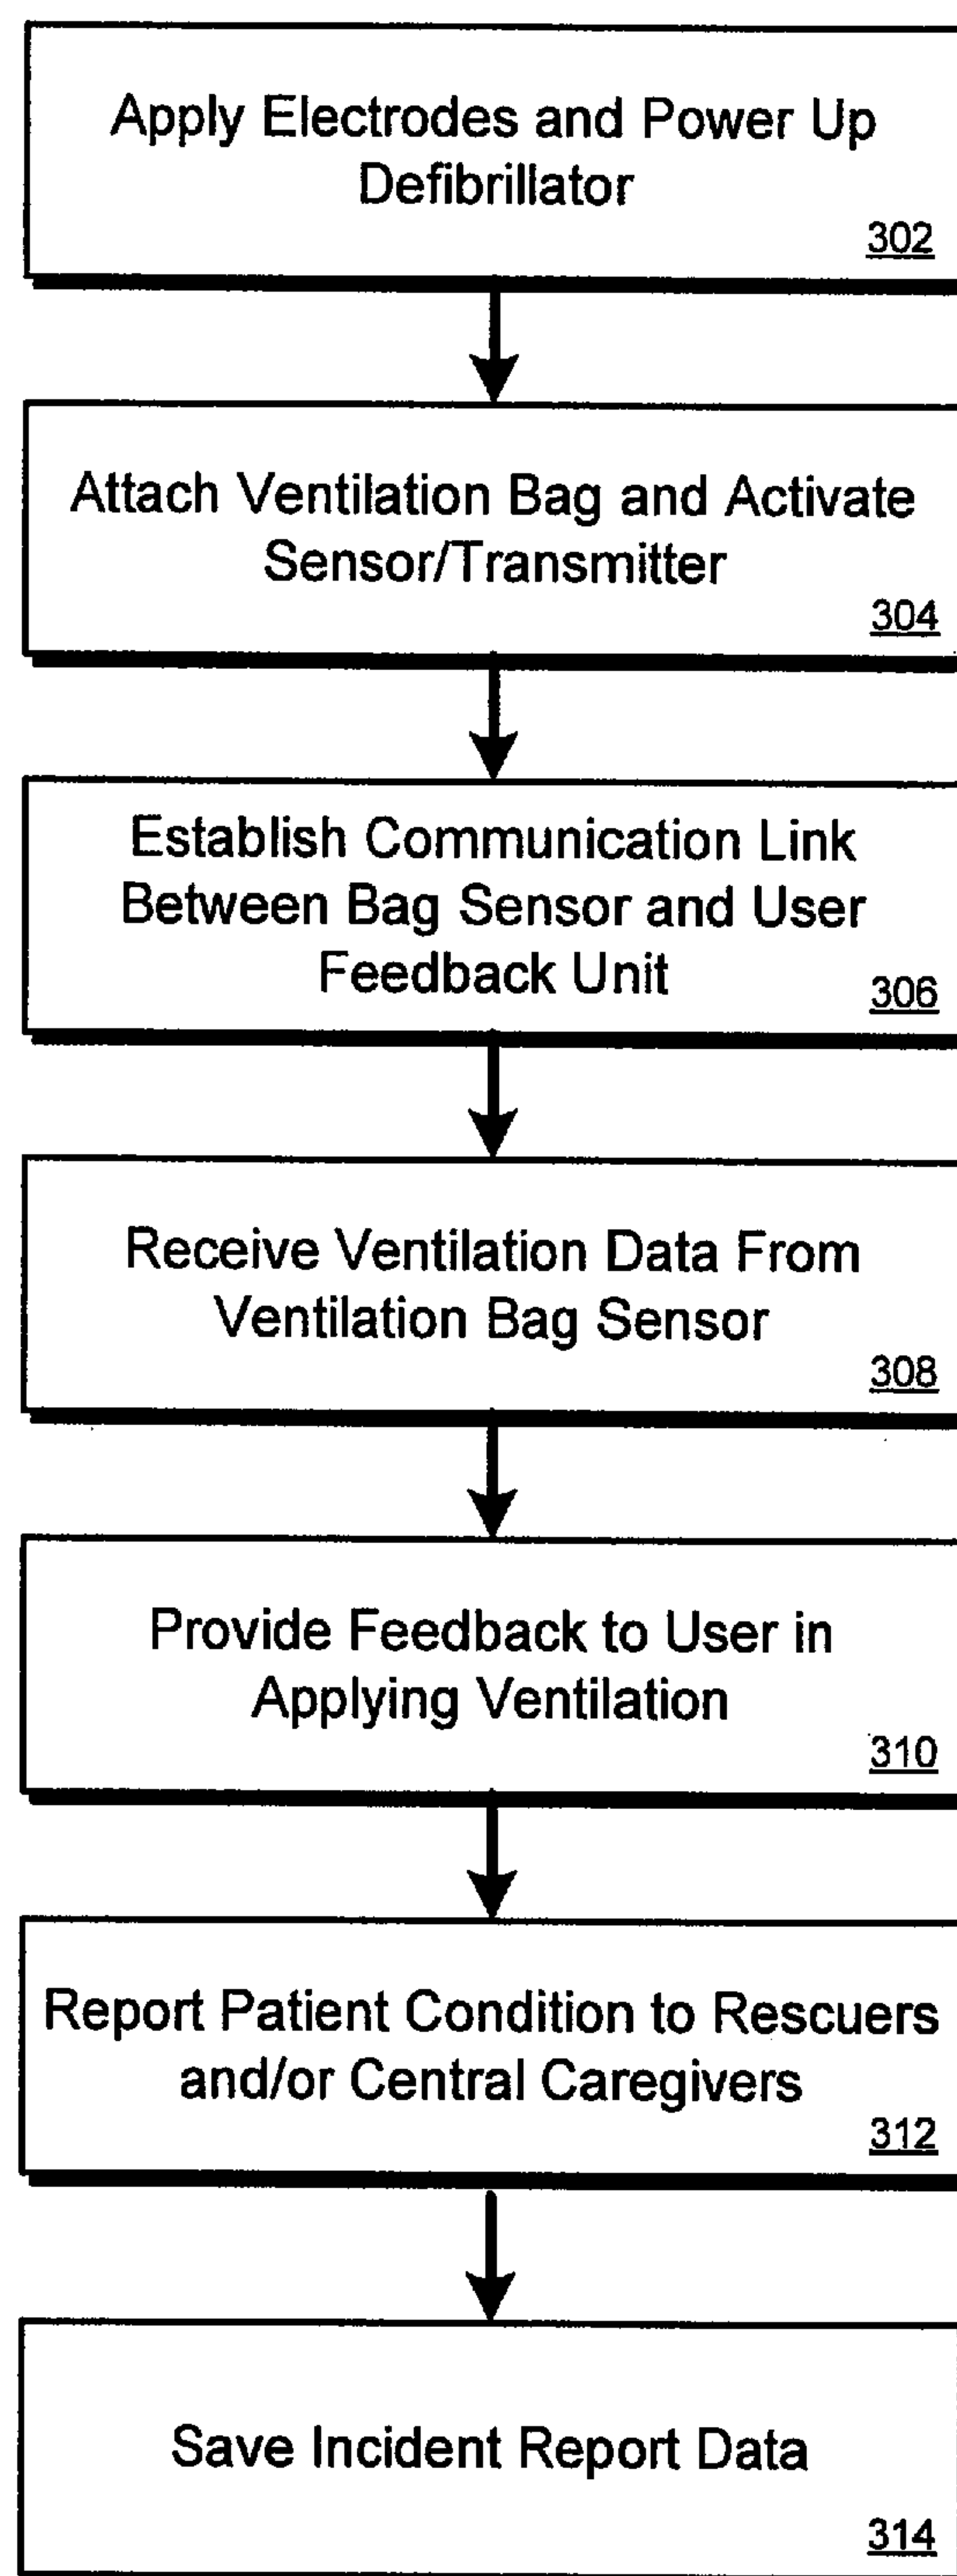 Apply Electrodes and Power Up
Defibrillator
302
Attach Ventilation Bag and Activate
Sensor/Transmitter
304
Establish Communication Link
Between Bag Sensor and User
Feedback Unit
306
Receive Ventilation Data From
Ventilation Bag Sensor
308
Provide Feedback to User in
Applying Ventilation
310
Report Patient Condition to Rescuers
and/or Central Caregivers
312
Save Incident Report Data
314